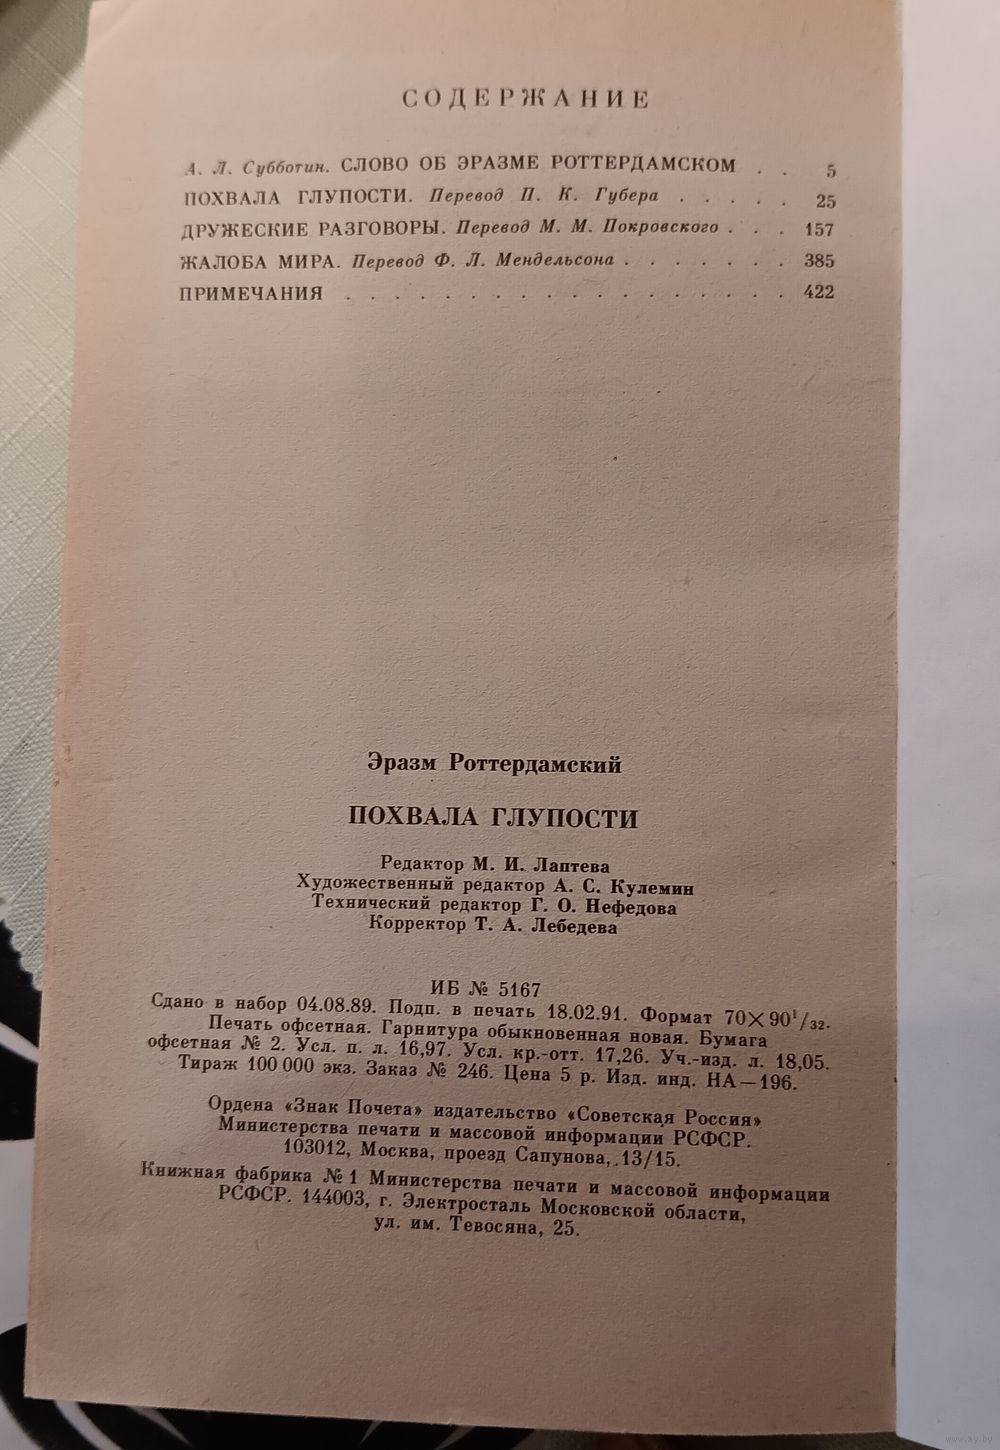 СОДЕРЖАНИЕ
А. Л. Субботин. СЛОВО ОБ ЭРАЗМЕ РОТТЕРДАМСКОМ . . 5
ПОХВАЛА ГЛУПОСТИ. Перевод П. К. Губера . . . . . 25
ДРУЖЕСКИЕ РАЗГОВОРЫ. Перевод М. М. Покровского . . . 157
ЖАЛОБА МИРА. Перевод Ф. Л. Мендельсона . . . . . . . 385
ПРИМЕЧАНИЯ . . . . . . . . . . . . . . . . . . 422
Эразм Роттердамский
ПОХВАЛА ГЛУПОСТИ
Редактор М. И. Лаптева
Художественный редактор А. С. Кулемин
Технический редактор Г. О. Нефедова
Корректор Т. А. Лебедева
ИБ № 5167
Сдано в набор 04.08.89. Подп. в печать 18.02.91. Формат 70×90¹/₃₂.
Печать офсетная. Гарнитура обыкновенная новая. Бумага
офсетная № 2. Усл. п. л. 16,97. Усл. кр.-отт. 17,26. Уч.-изд. л. 18,05.
Тираж 100 000 экз. Заказ № 246. Цена 5 р. Изд. инд. НА—196.
Ордена «Знак Почета» издательство «Советская Россия»
Министерства печати и массовой информации РСФСР.
103012, Москва, проезд Сапунова, 13/15.
Книжная фабрика № 1 Министерства печати и массовой информации
РСФСР. 144003, г. Электросталь Московской области,
ул. им. Тевосяна, 25.
www.ay.by